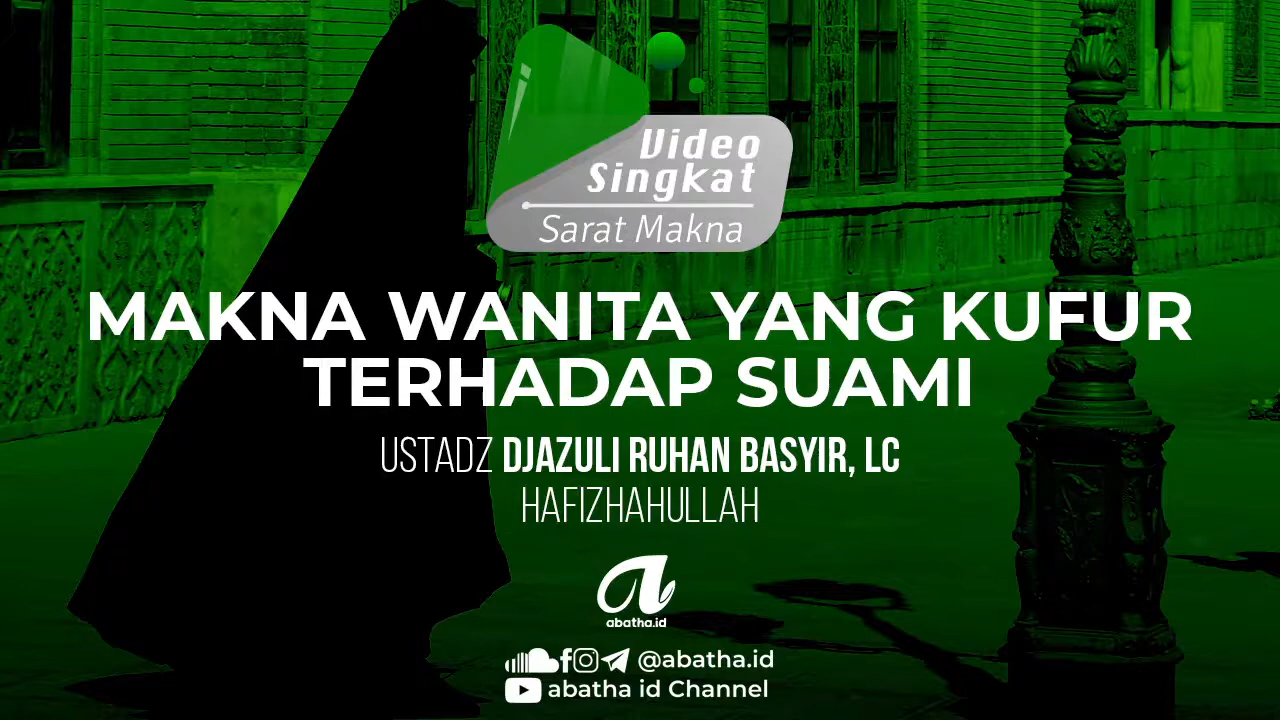 Video
Singkat
Sarat Makna
MAKNA WANITA YANG KUFUR
TERHADAP SUAMI
USTADZ DJAZULI RUHAN BASYIR, LC
HAFIZHAHULLAH
abatha.id
@abatha.id
abatha id Channel